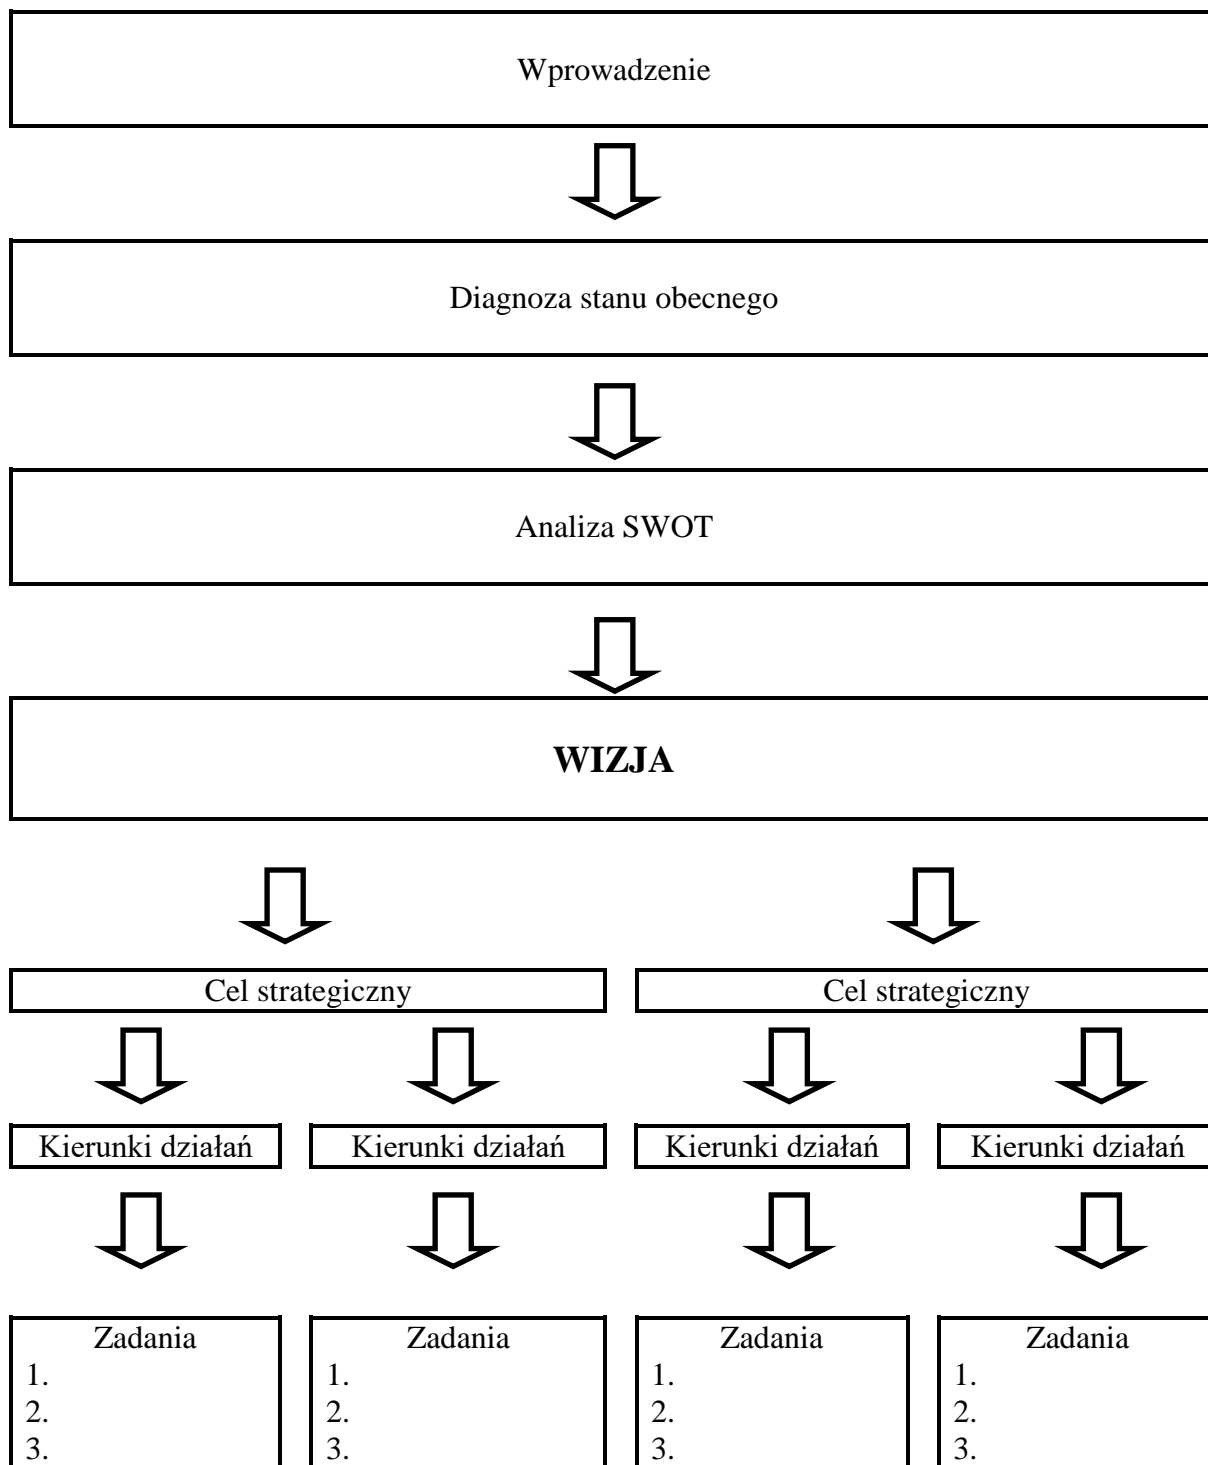 Wprowadzenie
Diagnoza stanu obecnego
Analiza SWOT
WIZJA
Cel strategiczny
Cel strategiczny
Kierunki działań
Kierunki działań
Kierunki działań
Kierunki działań
Zadania
1.
2.
3.
Zadania
1.
2.
3.
Zadania
1.
2.
3.
Zadania
1.
2.
3.